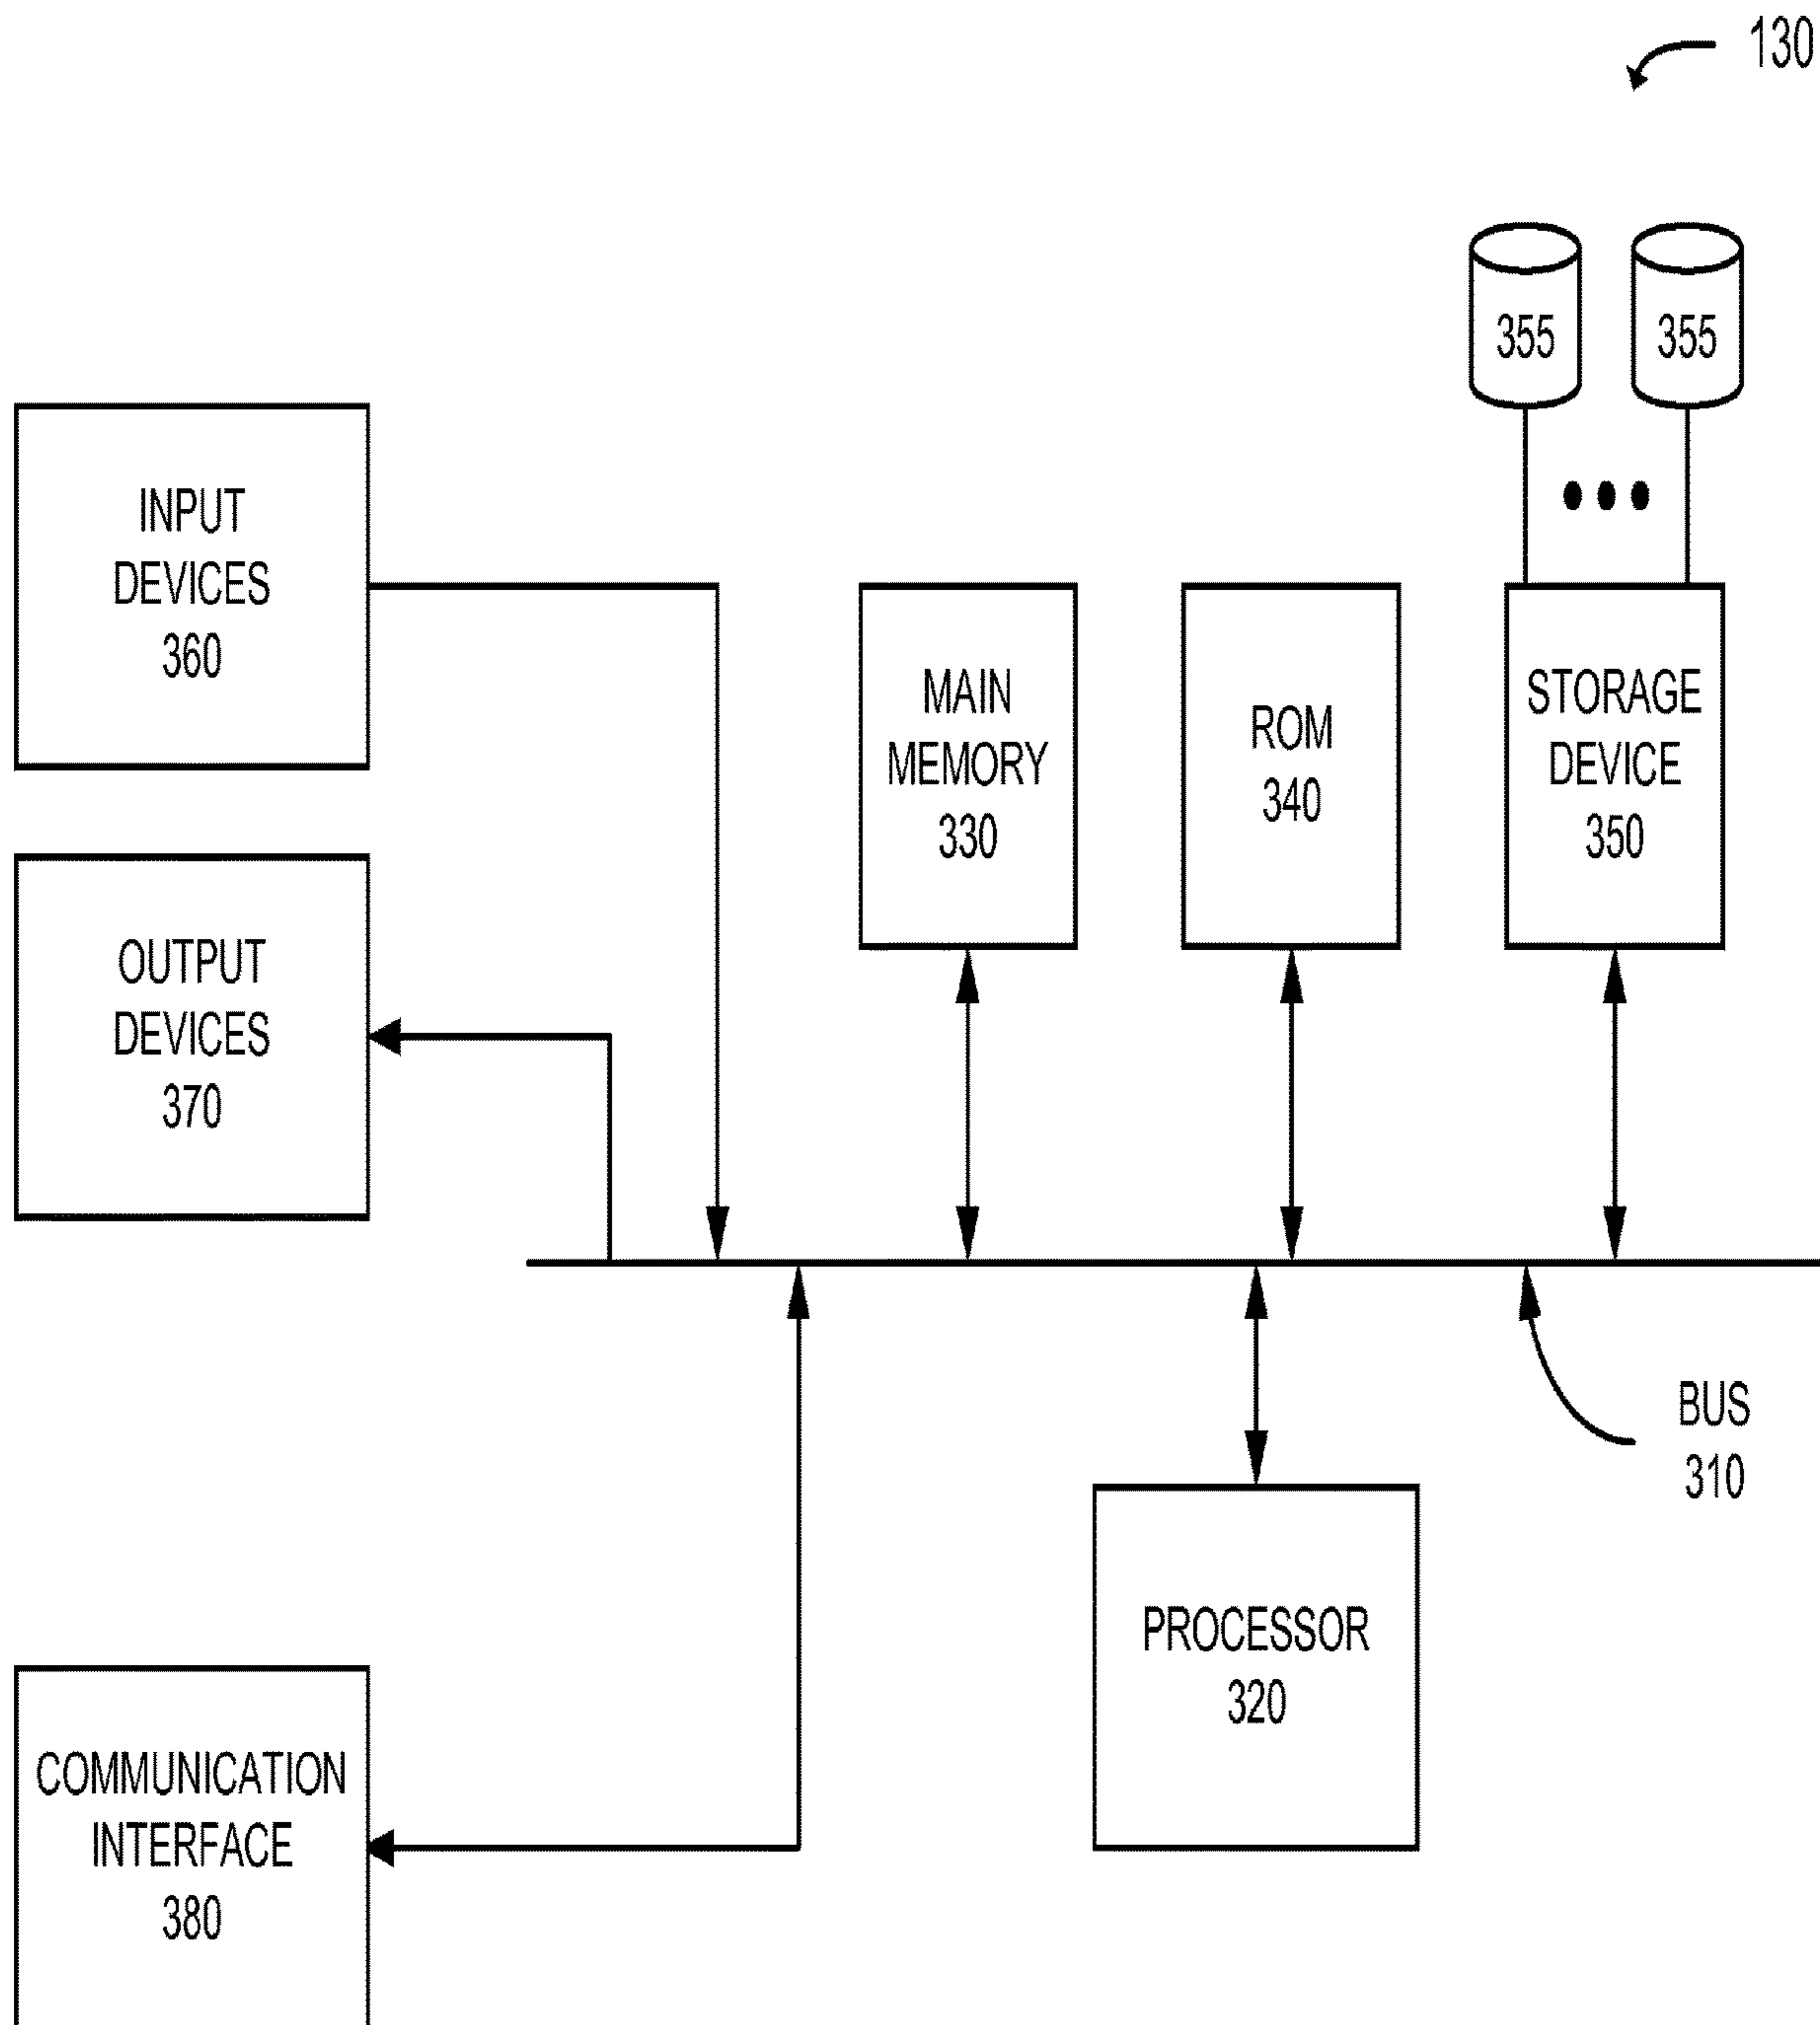 130
355
355
INPUT
DEVICES
360
MAIN
MEMORY
330
ROM
340
STORAGE
DEVICE
350
OUTPUT
DEVICES
370
BUS
310
PROCESSOR
320
COMMUNICATION
INTERFACE
380